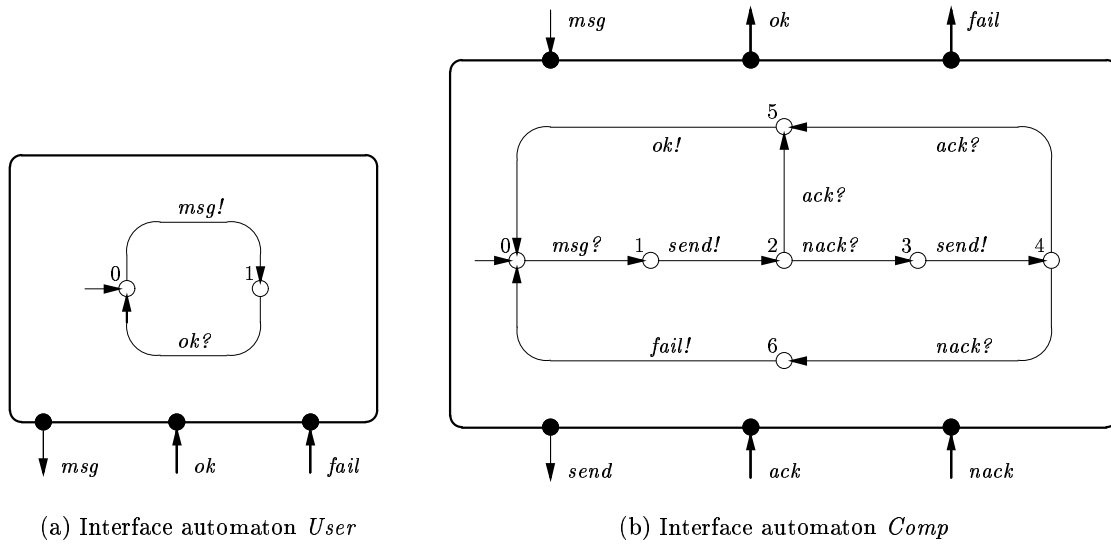 msg ok fail
5
ok! ack?
ack?
msg! 0 msg? 1 send! 2 nack? 3 send! 4
0 1
ok? fail! 6 nack?
msg ok fail send ack nack
(a) Interface automaton User (b) Interface automaton Comp